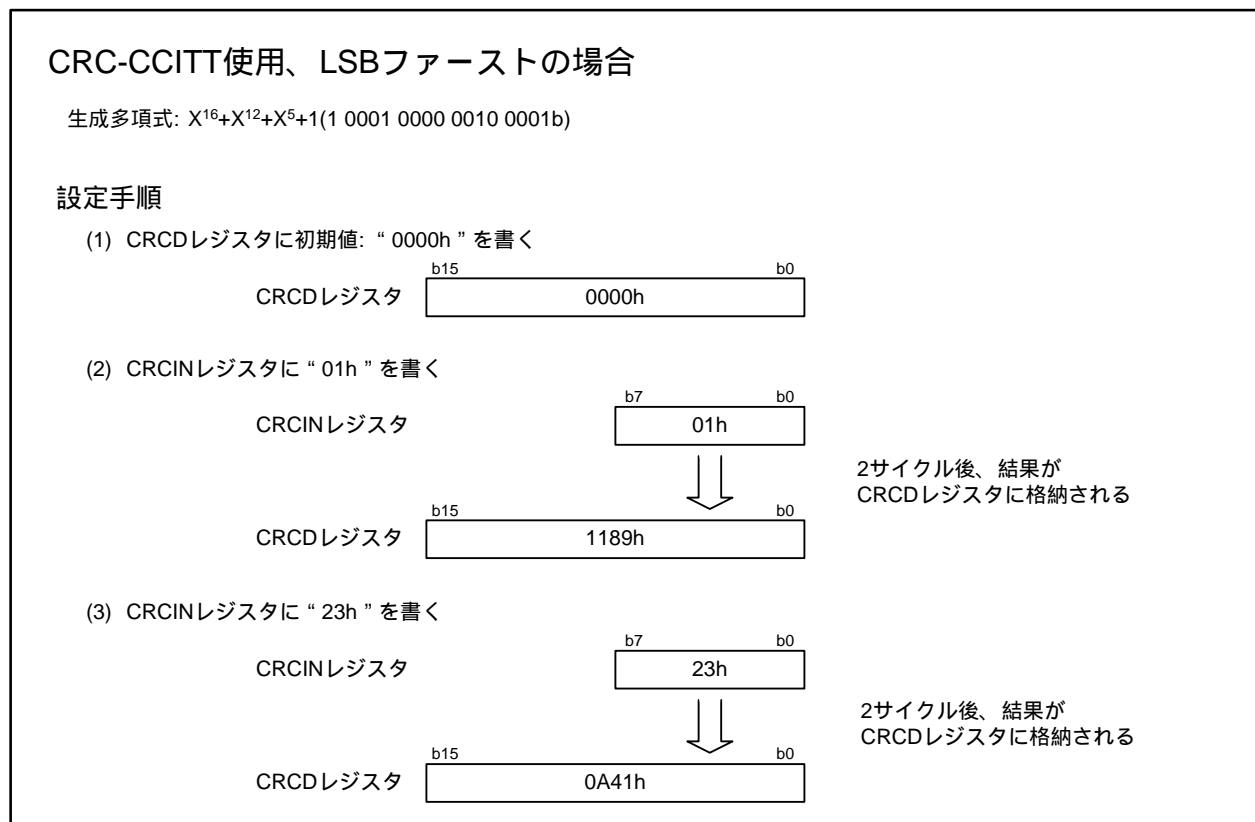 CRC-CCITT使用、LSBファーストの場合
生成多項式: X¹⁶+X¹²+X⁵+1(1 0001 0000 0010 0001b)
設定手順
(1) CRCDレジスタに初期値: “ 0000h ” を書く
b15 b0
CRCDレジスタ 0000h
(2) CRCINレジスタに “ 01h ” を書く
b7 b0
CRCINレジスタ 01h
2サイクル後、結果が
CRCDレジスタに格納される
b15 b0
CRCDレジスタ 1189h
(3) CRCINレジスタに “ 23h ” を書く
b7 b0
CRCINレジスタ 23h
2サイクル後、結果が
CRCDレジスタに格納される
b15 b0
CRCDレジスタ 0A41h